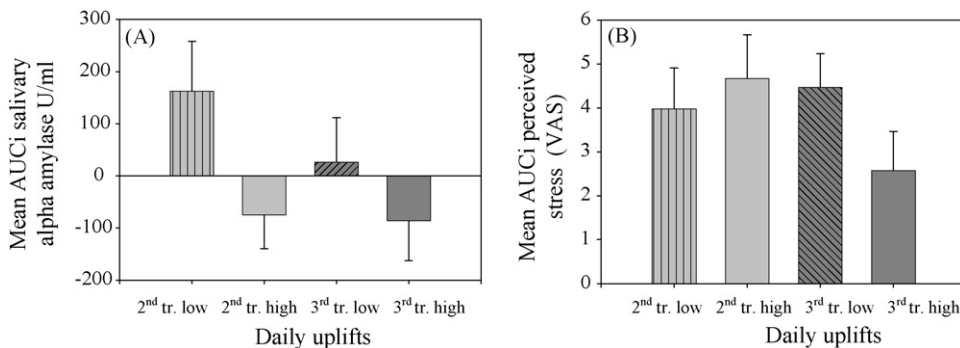 (A)
Mean AUCi salivary
alpha amylase U/ml
300
200
100
0
-100
-200
2nd tr. low
2nd tr. high
3rd tr. low
3rd tr. high
Daily uplifts
(B)
Mean AUCi perceived
stress (VAS)
6
5
4
3
2
1
0
2nd tr. low
2nd tr. high
3rd tr. low
3rd tr. high
Daily uplifts